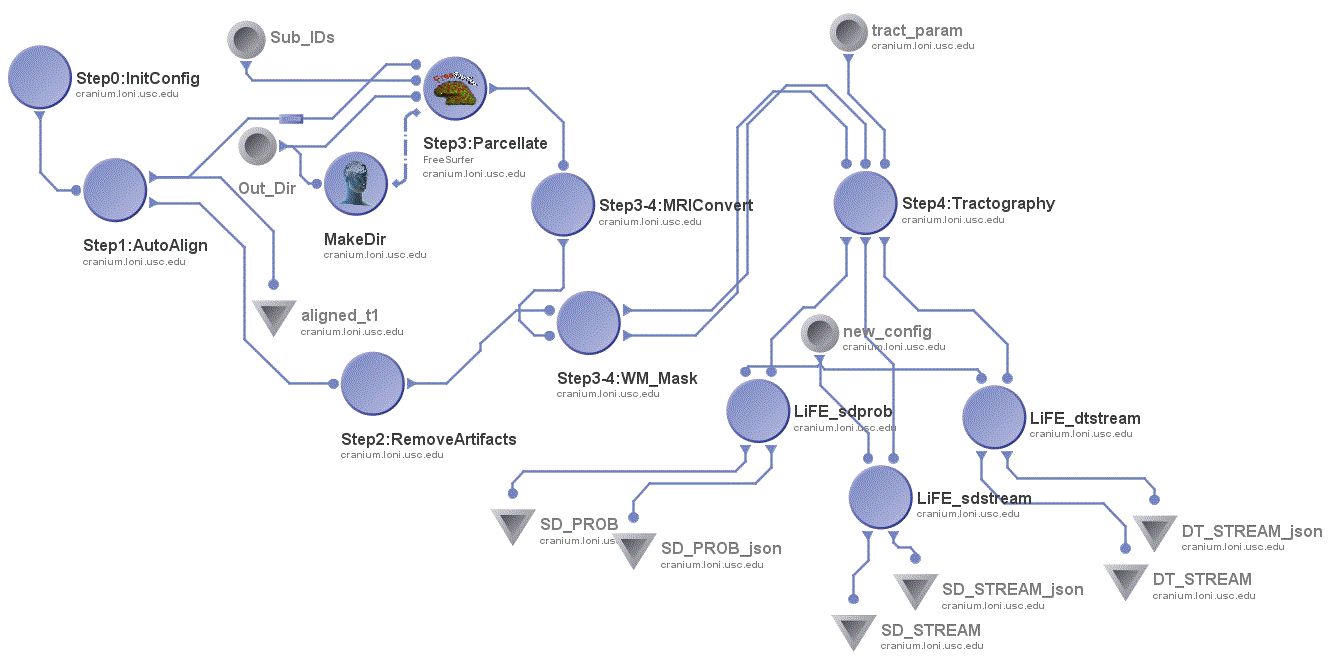 Sub_IDs
tract_param
cranium.loni.usc.edu
Step0:InitConfig
cranium.loni.usc.edu
Step3:Parcellate
FreeSurfer
cranium.loni.usc.edu
Out_Dir
Step1:AutoAlign
cranium.loni.usc.edu
MakeDir
cranium.loni.usc.edu
Step3-4:MRIConvert
cranium.loni.usc.edu
Step4:Tractography
cranium.loni.usc.edu
aligned_t1
cranium.loni.usc.edu
new_config
cranium.loni.usc.edu
Step3-4:WM_Mask
cranium.loni.usc.edu
Step2:RemoveArtifacts
cranium.loni.usc.edu
LiFE_sdprob
cranium.loni.usc.edu
LiFE_dtstream
cranium.loni.usc.edu
LiFE_sdstream
cranium.loni.usc.edu
SD_PROB
cranium.loni.usc
SD_PROB_json
cranium.loni.usc.edu
DT_STREAM_json
cranium.loni.usc.edu
DT_STREAM
cranium.loni.usc.edu
SD_STREAM_json
cranium.loni.usc.edu
SD_STREAM
cranium.loni.usc.edu